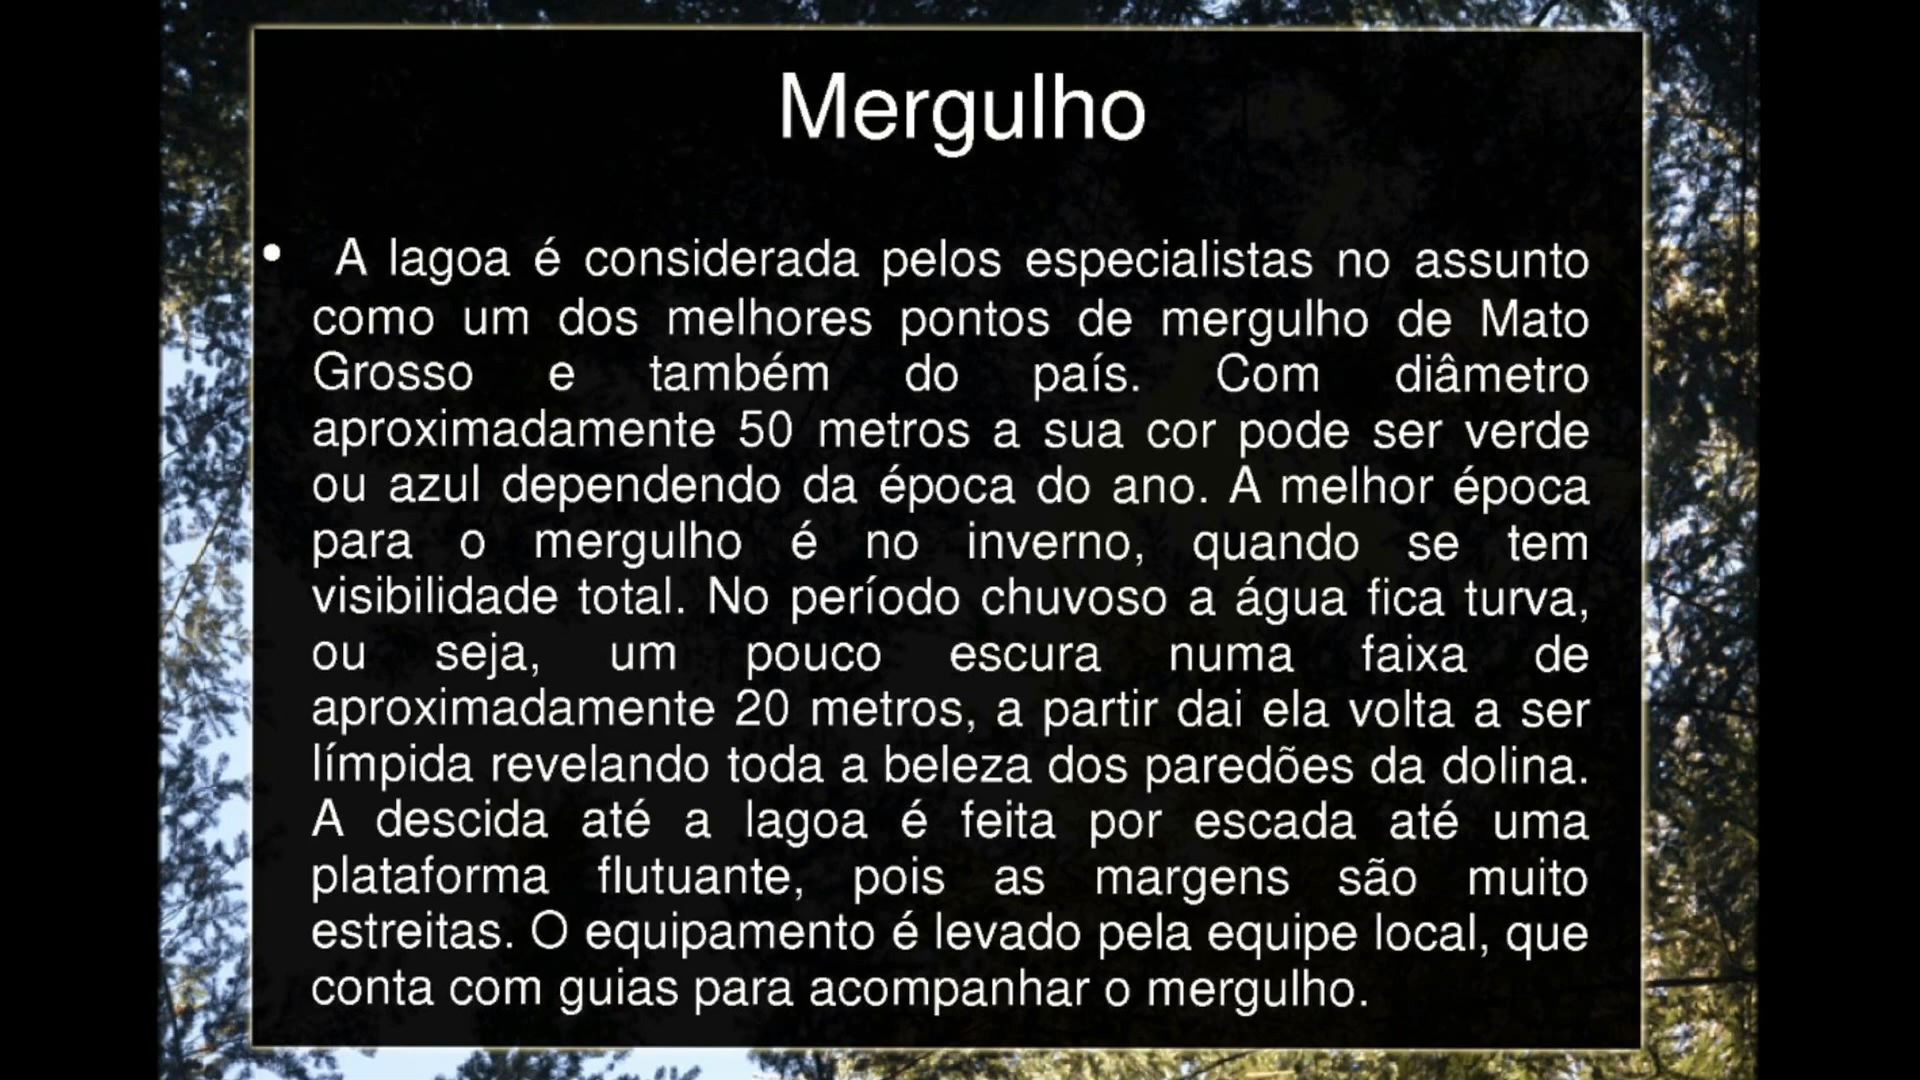 Mergulho
• A lagoa é considerada pelos especialistas no assunto
como um dos melhores pontos de mergulho de Mato
Grosso e também do país. Com diâmetro
aproximadamente 50 metros a sua cor pode ser verde
ou azul dependendo da época do ano. A melhor época
para o mergulho é no inverno, quando se tem
visibilidade total. No período chuvoso a água fica turva,
ou seja, um pouco escura numa faixa de
aproximadamente 20 metros, a partir dai ela volta a ser
límpida revelando toda a beleza dos paredões da dolina.
A descida até a lagoa é feita por escada até uma
plataforma flutuante, pois as margens são muito
estreitas. O equipamento é levado pela equipe local, que
conta com guias para acompanhar o mergulho.